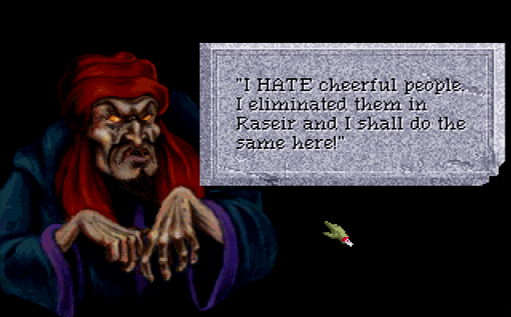 "I HATE cheerful people.
I eliminated them in
Raseir and I shall do the
same here!"